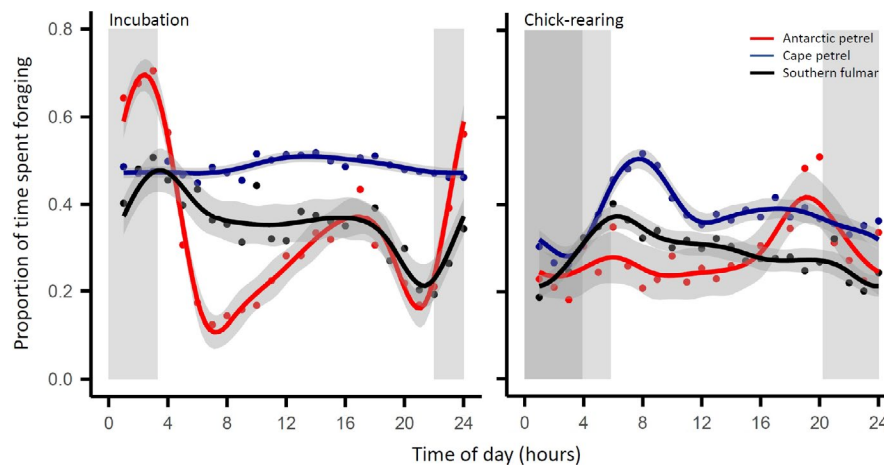 Incubation
Chick-rearing
Antarctic petrel
Cape petrel
Southern fulmar
Proportion of time spent foraging
0.8
0.6
0.4
0.2
0.0
0 4 8 12 16 20 24
0 4 8 12 16 20 24
Time of day (hours)